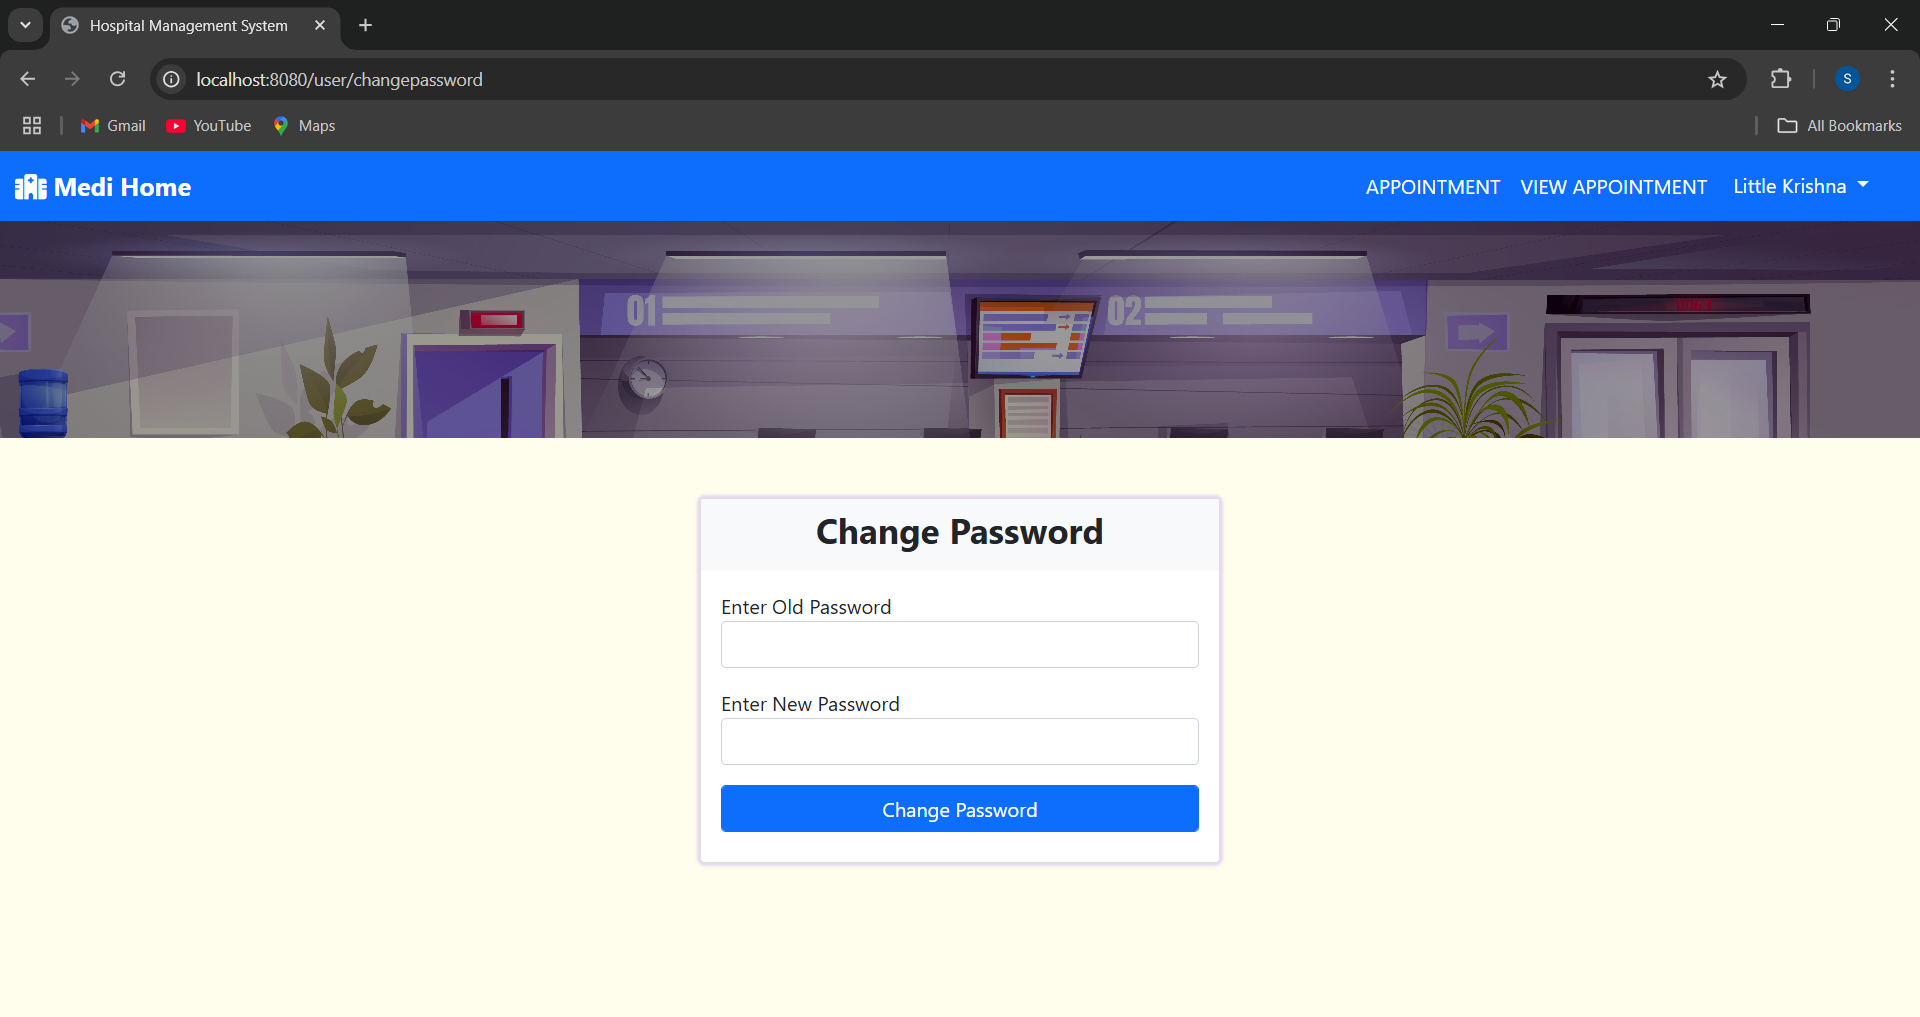 Hospital Management System
localhost:8080/user/changepassword
S
Gmail
YouTube
Maps
All Bookmarks
Medi Home
APPOINTMENT
VIEW APPOINTMENT
Little Krishna
01
02
Change Password
Enter Old Password
Enter New Password
Change Password